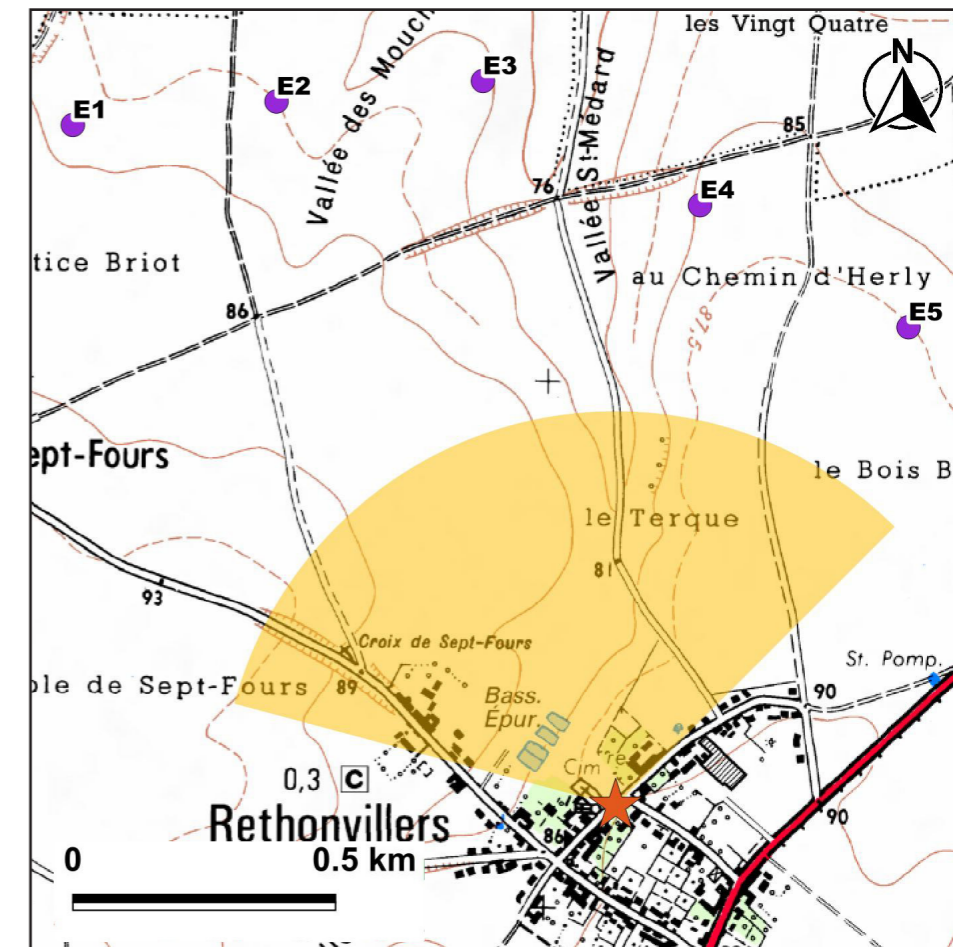 les Vingt Quatre
N
E3
E2
E1
Vallée des Mouch
Vallée St-Médard
85
76
E4
tice Briot
au Chemin d'Herly
86
87,5
E5
ept-Fours
le Bois B
le Terque
81
93
Croix de Sept-Fours
St. Pomp.
ble de Sept-Fours
89
Bass.
Épur.
90
Cimre
0,3 C
Rethonvillers
90
86
0 0.5 km